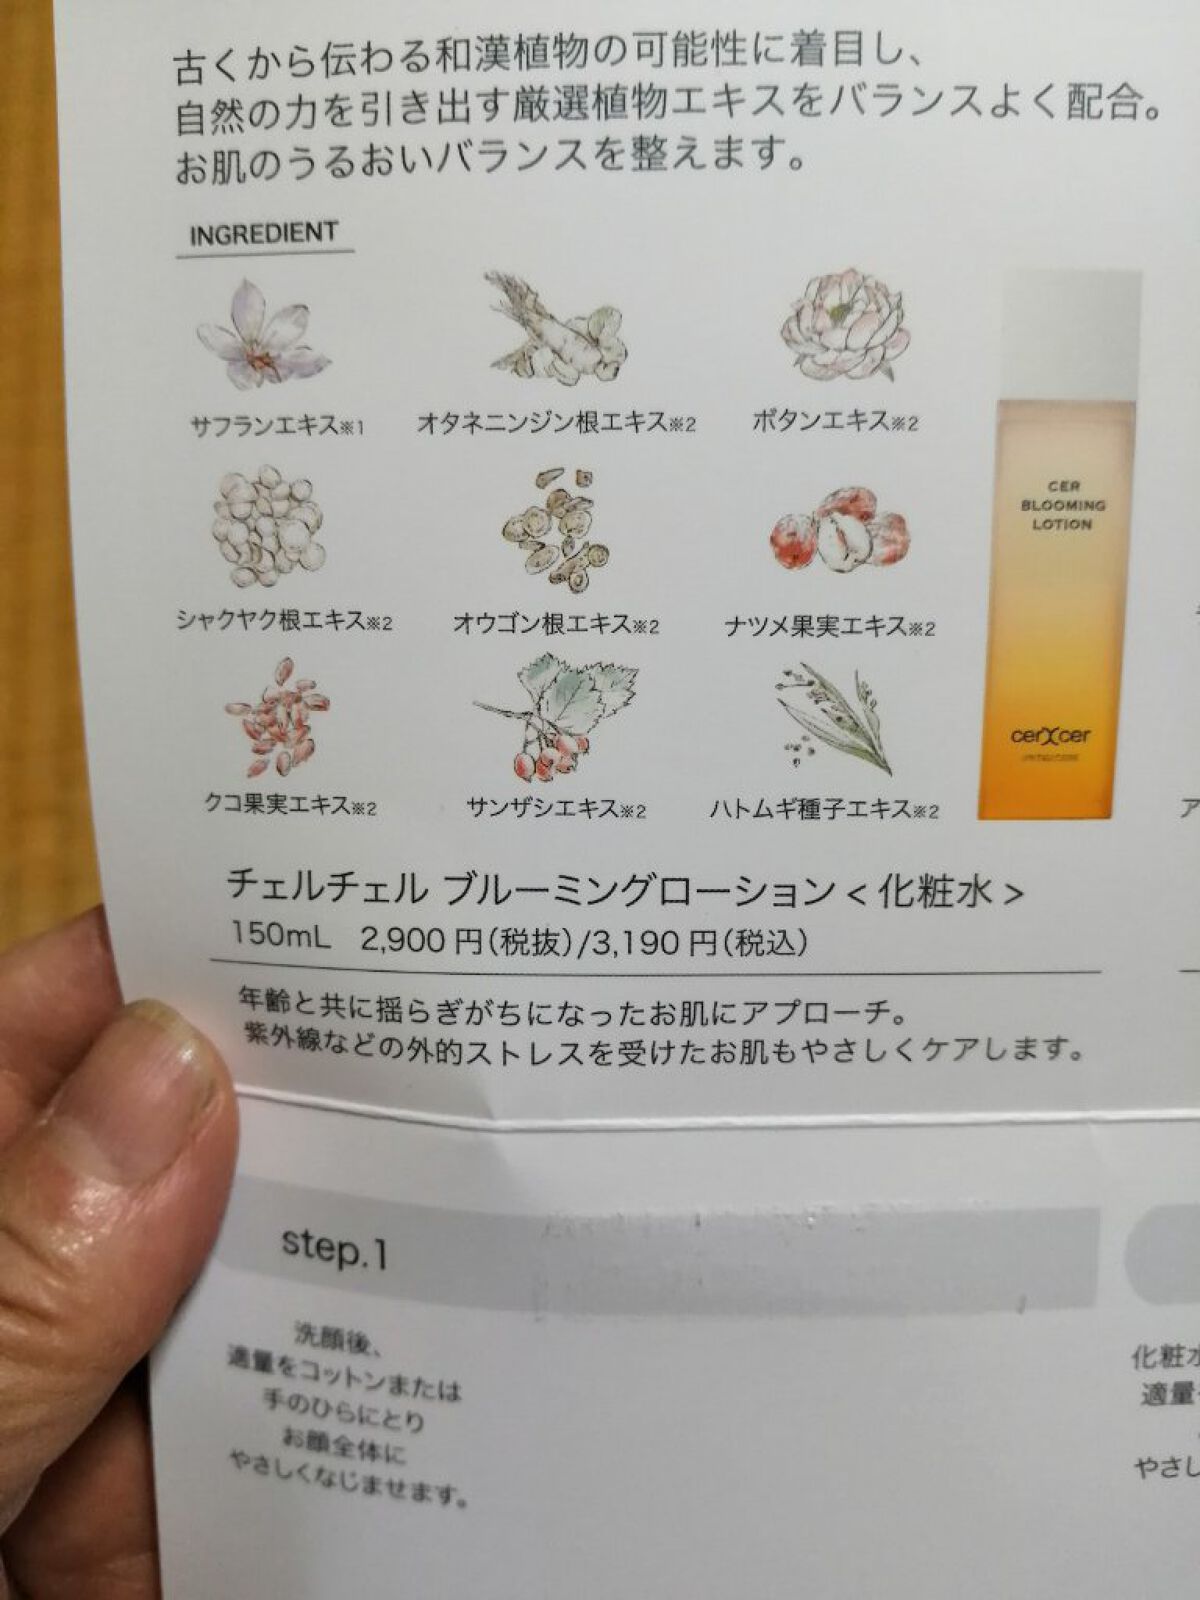 古くから伝わる和漢植物の可能性に着目し、
自然の力を引き出す厳選植物エキスをバランスよく配合。
お肌のうるおいバランスを整えます。
INGREDIENT
サフランエキス※1
オタネニンジン根エキス※2
ボタンエキス※2
シャクヤク根エキス※2
オウゴン根エキス※2
ナツメ果実エキス※2
クコ果実エキス※2
サンザシエキス※2
ハトムギ種子エキス※2
CER
BLOOMING
LOTION
cerXcer
チェルチェル ブルーミングローション<化粧水>
150mL 2,900円(税抜)/3,190円(税込)
年齢と共に揺らぎがちになったお肌にアプローチ。
紫外線などの外的ストレスを受けたお肌もやさしくケアします。
step.1
洗顔後、
適量をコットンまたは
手のひらにとり
お顔全体に
やさしくなじませます。
化粧水
適量
やさし